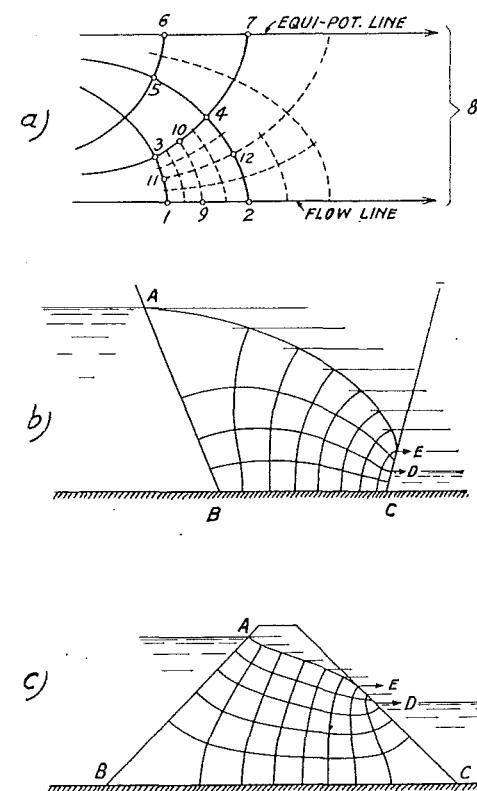 a)
6 7 EQUI-POT. LINE
5
4
8
3 10
12
11
1 9 2 FLOW LINE
b)
A
E
D
B C
c)
A
E
D
B C